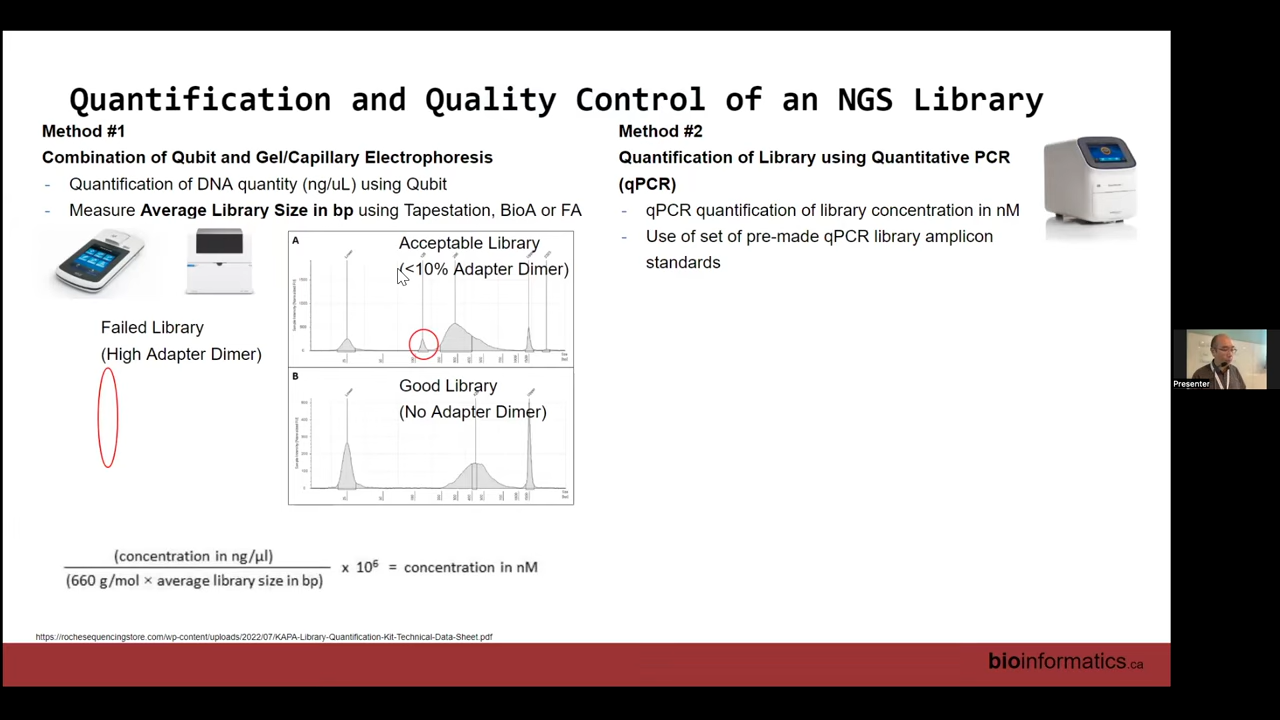 Quantification and Quality Control of an NGS Library
Method #1
Combination of Qubit and Gel/Capillary Electrophoresis
- Quantification of DNA quantity (ng/uL) using Qubit
- Measure Average Library Size in bp using Tapestation, BioA or FA
A
Acceptable Library
(<10% Adapter Dimer)
Failed Library
(High Adapter Dimer)
B
Good Library
(No Adapter Dimer)
(concentration in ng/µl)
(660 g/mol × average library size in bp)
x 10⁶ = concentration in nM
https://rochesequencingstore.com/wp-content/uploads/2022/07/KAPA-Library-Quantification-Kit-Technical-Data-Sheet.pdf
Method #2
Quantification of Library using Quantitative PCR
(qPCR)
- qPCR quantification of library concentration in nM
- Use of set of pre-made qPCR library amplicon
standards
Presenter
bioinformatics.ca